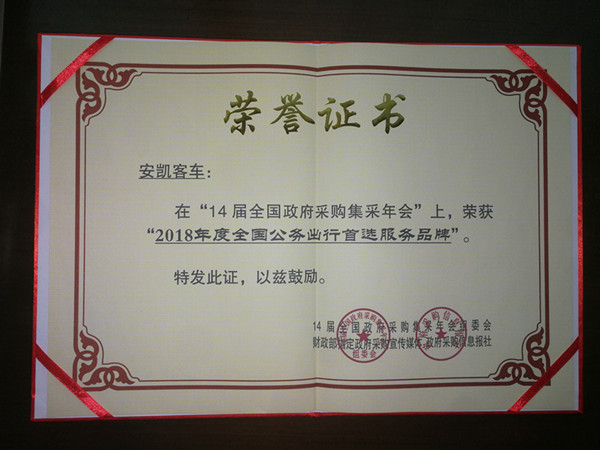 荣誉证书
安凯客车：
在“14届全国政府采购集采年会”上，荣获
“2018年度全国公务出行首选服务品牌”。
特发此证，以兹鼓励。
14届全国政府采购集采年会组委会
财政部指定政府采购宣传媒体 政府采购信息报社
组委会